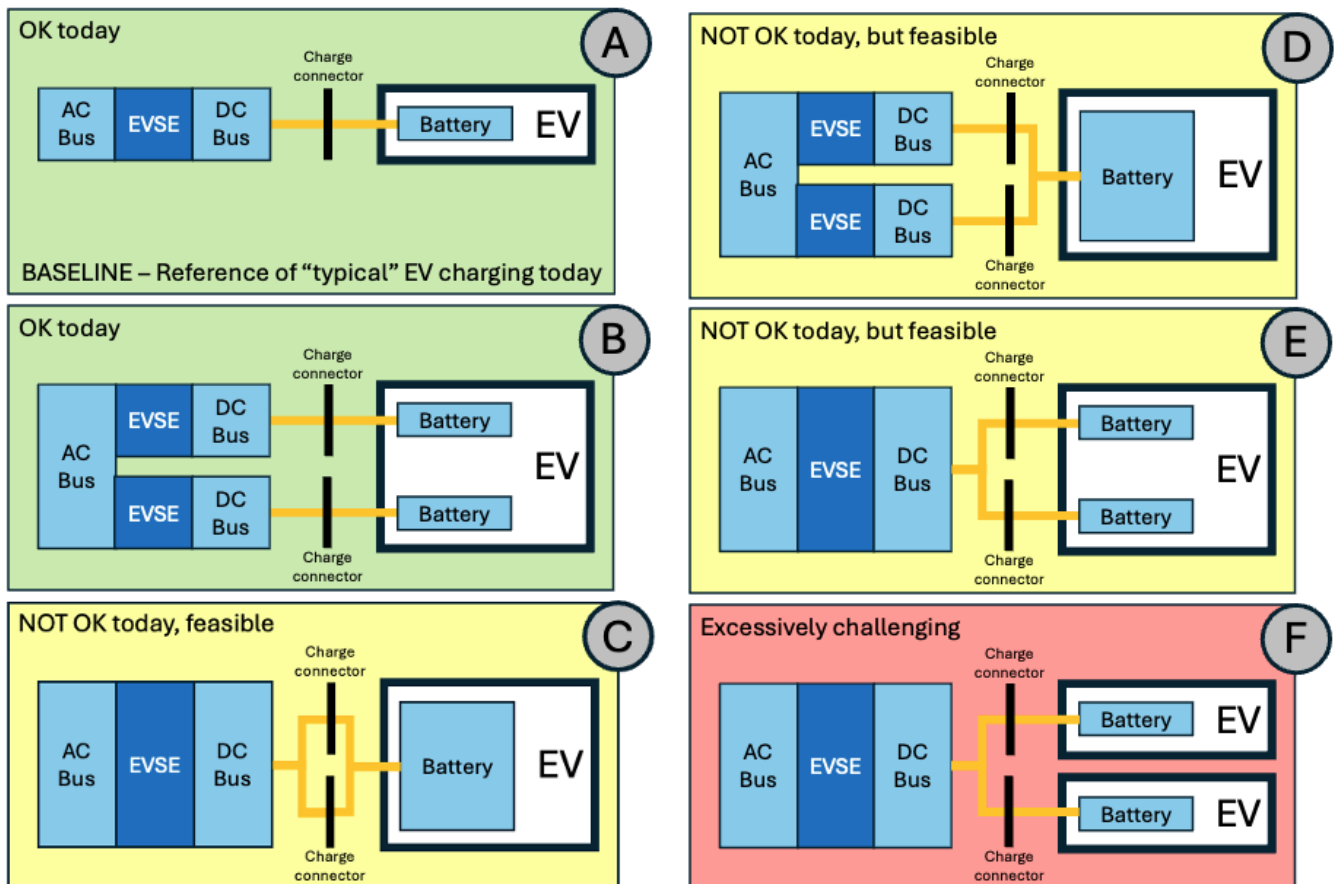 OK today
A
Charge
connector
AC
Bus
EVSE
DC
Bus
Battery
EV
BASELINE – Reference of “typical” EV charging today
OK today
B
Charge
connector
AC
Bus
EVSE
DC
Bus
Battery
EVSE
DC
Bus
Battery
EV
Charge
connector
NOT OK today, feasible
C
Charge
connector
AC
Bus
EVSE
DC
Bus
Battery
EV
Charge
connector
NOT OK today, but feasible
D
Charge
connector
AC
Bus
EVSE
DC
Bus
EVSE
DC
Bus
Battery
EV
Charge
connector
NOT OK today, but feasible
E
Charge
connector
AC
Bus
EVSE
DC
Bus
Battery
Battery
EV
Charge
connector
Excessively challenging
F
Charge
connector
AC
Bus
EVSE
DC
Bus
Battery
EV
Battery
EV
Charge
connector